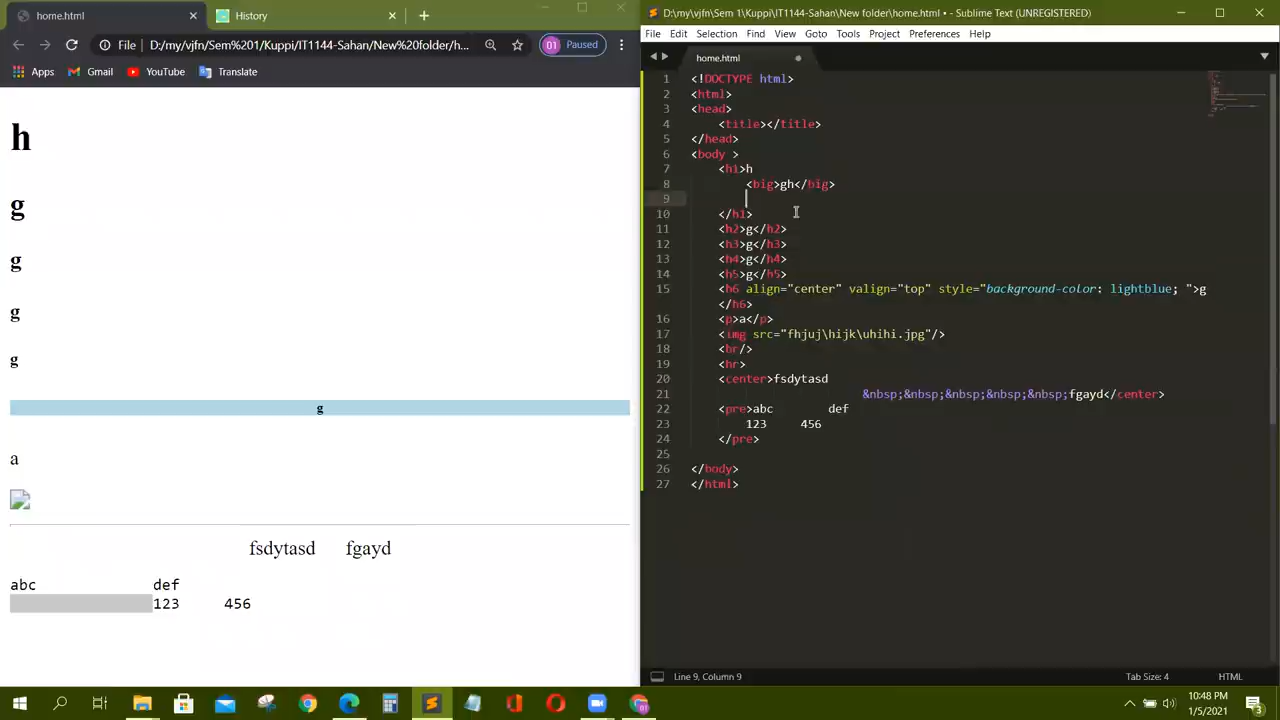 home.html
History
D:\my\vjfn\Sem 1\Kuppi\IT1144-Sahan\New folder\home.html • - Sublime Text (UNREGISTERED)
File D:/my/vjfn/Sem%201/Kuppi/IT1144-Sahan/New%20folder/h... 01 Paused
File Edit Selection Find View Goto Tools Project Preferences Help
Apps Gmail YouTube Translate
home.html
h
g
g
g
g
g
a
fsdytasd fgayd
abc def
123 456
1 <!DOCTYPE html>
2 <html>
3 <head>
4 <title></title>
5 </head>
6 <body >
7 <h1>h
8 <big>gh</big>
9
10 </h1>
11 <h2>g</h2>
12 <h3>g</h3>
13 <h4>g</h4>
14 <h5>g</h5>
15 <h6 align="center" valign="top" style="background-color: lightblue; ">g
</h6>
16 <p>a</p>
17 <img src="fhjuj\hijk\uhihi.jpg"/>
18 <br/>
19 <hr>
20 <center>fsdytasd
21 &nbsp;&nbsp;&nbsp;&nbsp;&nbsp;fgayd</center>
22 <pre>abc def
23 123 456
24 </pre>
25
26 </body>
27 </html>
Line 9, Column 9
Tab Size: 4
HTML
10:48 PM
1/5/2021
3